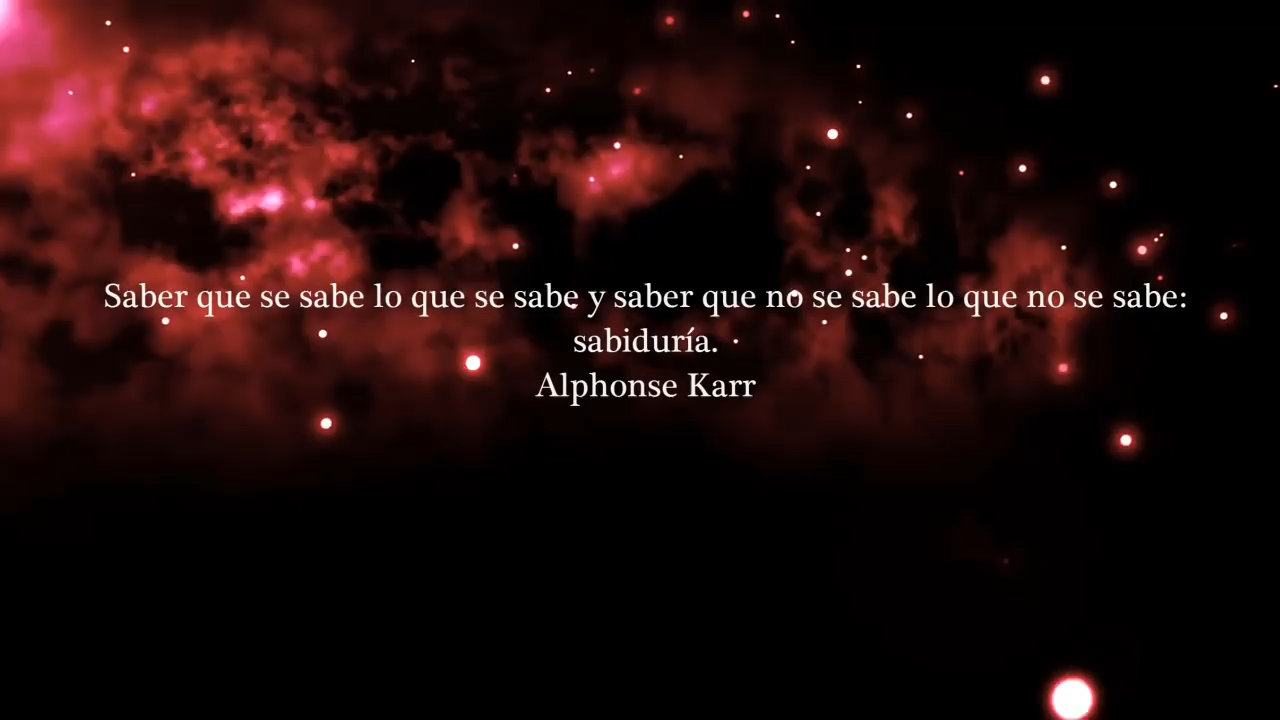 Saber que se sabe lo que se sabe y saber que no se sabe lo que no se sabe:
sabiduría.
Alphonse Karr